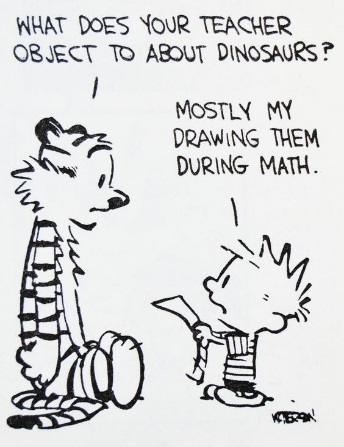 WHAT DOES YOUR TEACHER
OBJECT TO ABOUT DINOSAURS?
MOSTLY MY
DRAWING THEM
DURING MATH.
WATTERSON